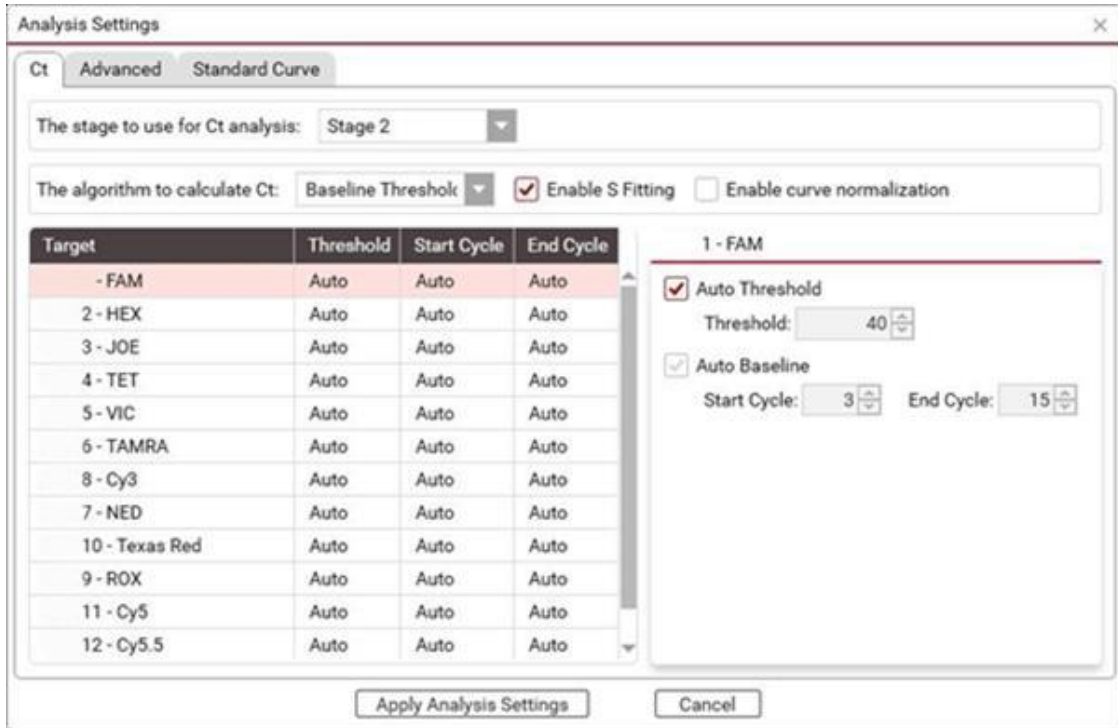 Analysis Settings
Ct Advanced Standard Curve
The stage to use for Ct analysis: Stage 2
The algorithm to calculate Ct: Baseline Threshold Enable S Fitting Enable curve normalization
Target Threshold Start Cycle End Cycle
- FAM Auto Auto Auto
2 - HEX Auto Auto Auto
3 - JOE Auto Auto Auto
4 - TET Auto Auto Auto
5 - VIC Auto Auto Auto
6 - TAMRA Auto Auto Auto
8 - Cy3 Auto Auto Auto
7 - NED Auto Auto Auto
10 - Texas Red Auto Auto Auto
9 - ROX Auto Auto Auto
11 - Cy5 Auto Auto Auto
12 - Cy5.5 Auto Auto Auto
1 - FAM
Auto Threshold
Threshold: 40
Auto Baseline
Start Cycle: 3 End Cycle: 15
Apply Analysis Settings Cancel